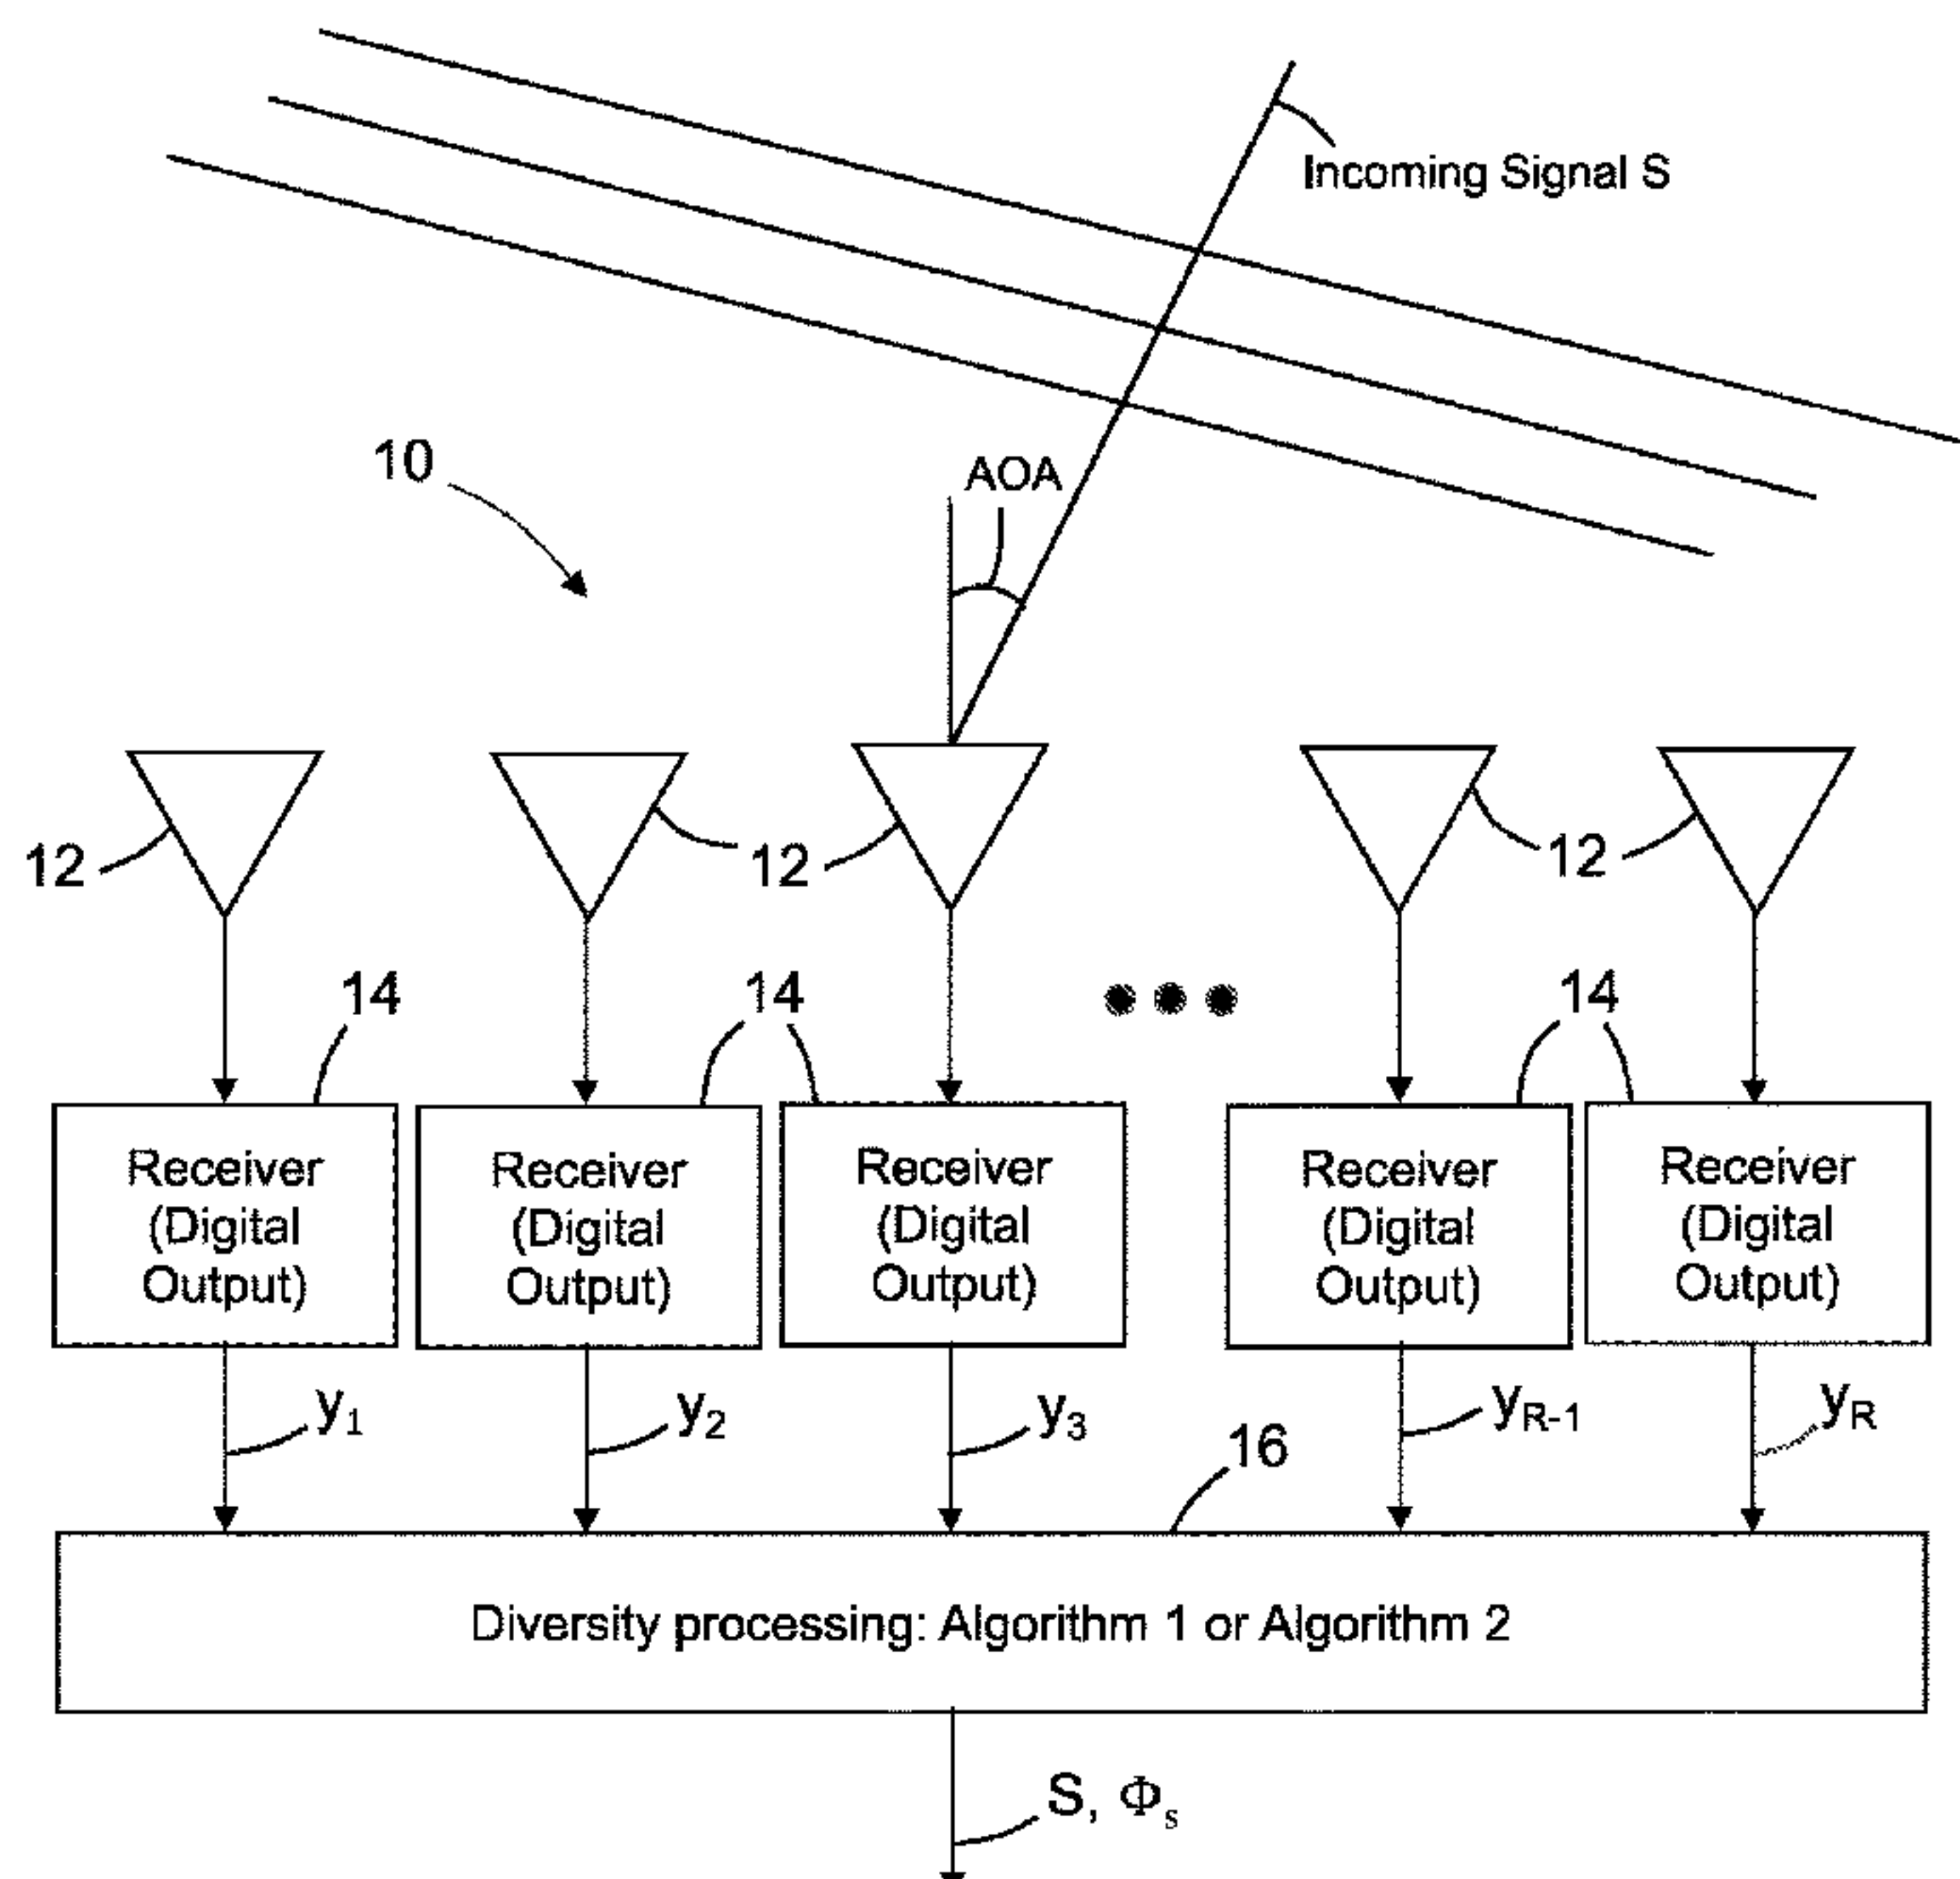 Incoming Signal S
10
AOA
12
12
12
14
14
14
Receiver
(Digital
Output)
Receiver
(Digital
Output)
Receiver
(Digital
Output)
Receiver
(Digital
Output)
Receiver
(Digital
Output)
y1
y2
y3
yR-1
yR
16
Diversity processing: Algorithm 1 or Algorithm 2
S, Φs